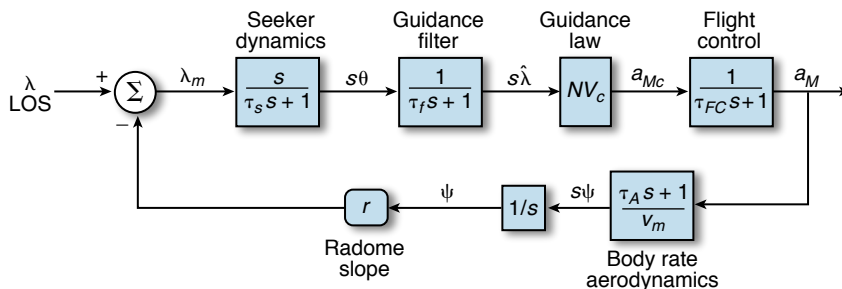 Seeker dynamics
Guidance filter
Guidance law
Flight control
λ
LOS
+
−
Σ
λm
s
τs s + 1
sθ
1
τf s + 1
sλ̂
NVc
aMc
1
τFC s+1
aM
r
Radome slope
ψ
1/s
sψ
τA s + 1
vm
Body rate aerodynamics